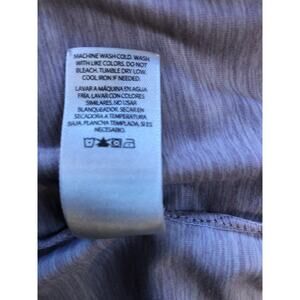 MACHINE WASH COLD. WASH
WITH LIKE COLORS. DO NOT
BLEACH. TUMBLE DRY LOW.
COOL IRON IF NEEDED.
LAVAR A MÁQUINA EN AGUA
FRÍA. LAVAR CON COLORES
SIMILARES. NO USAR
BLANQUEADOR. SECAR EN
SECADORA A TEMPERATURA
BAJA. PLANCHA TEMPLADA, SI ES
NECESARIO.